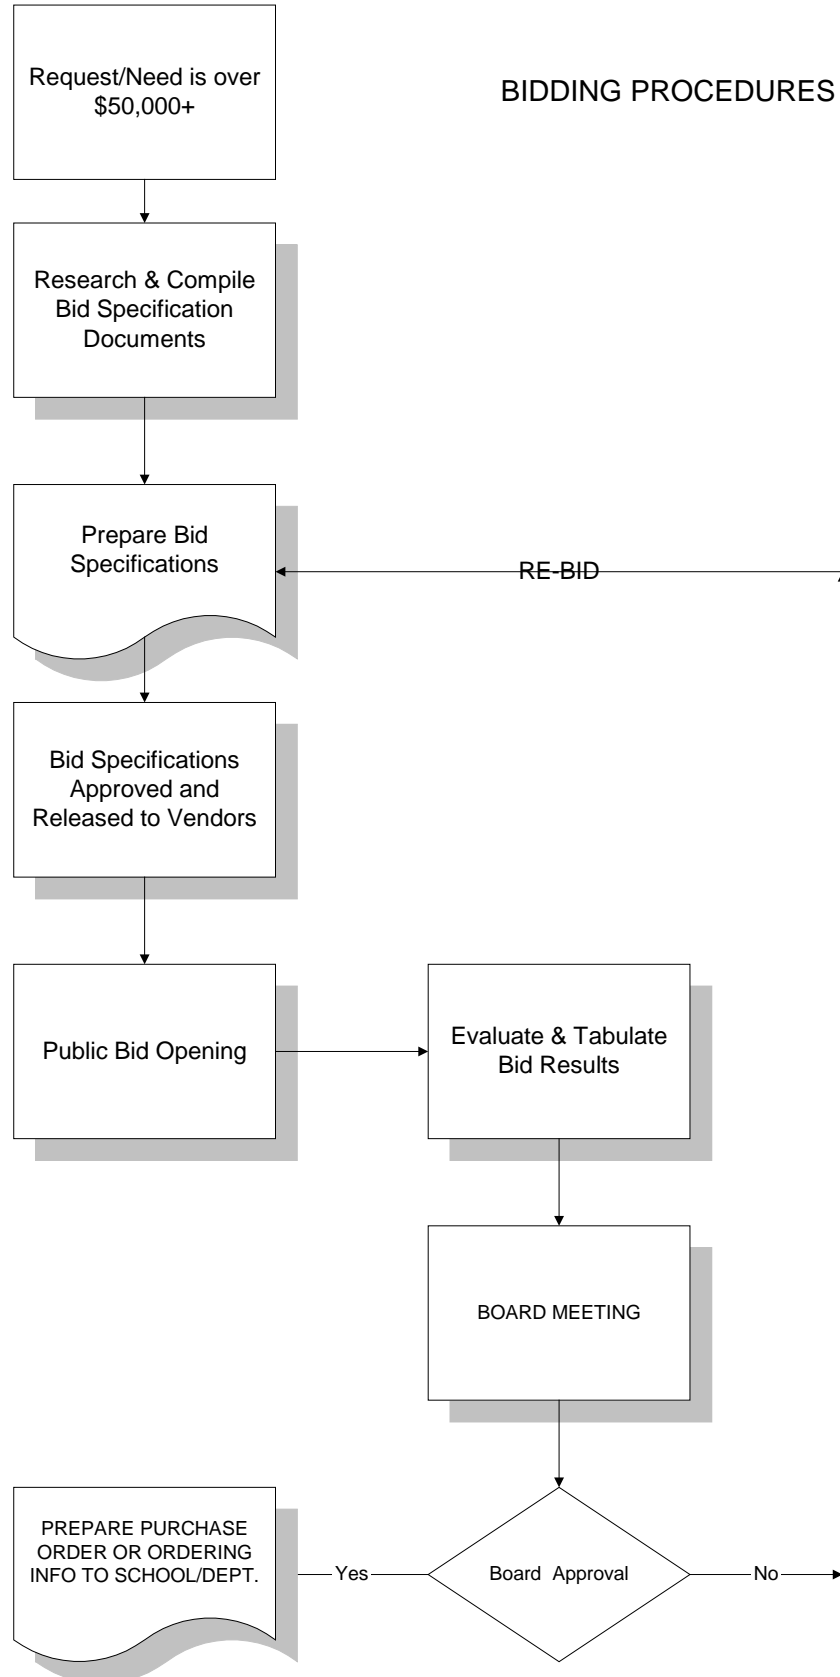 Request/Need is over
$50,000+
BIDDING PROCEDURES
Research & Compile
Bid Specification
Documents
Prepare Bid
Specifications
RE-BID
Bid Specifications
Approved and
Released to Vendors
Public Bid Opening
Evaluate & Tabulate
Bid Results
BOARD MEETING
PREPARE PURCHASE
ORDER OR ORDERING
INFO TO SCHOOL/DEPT.
Yes
Board Approval
No